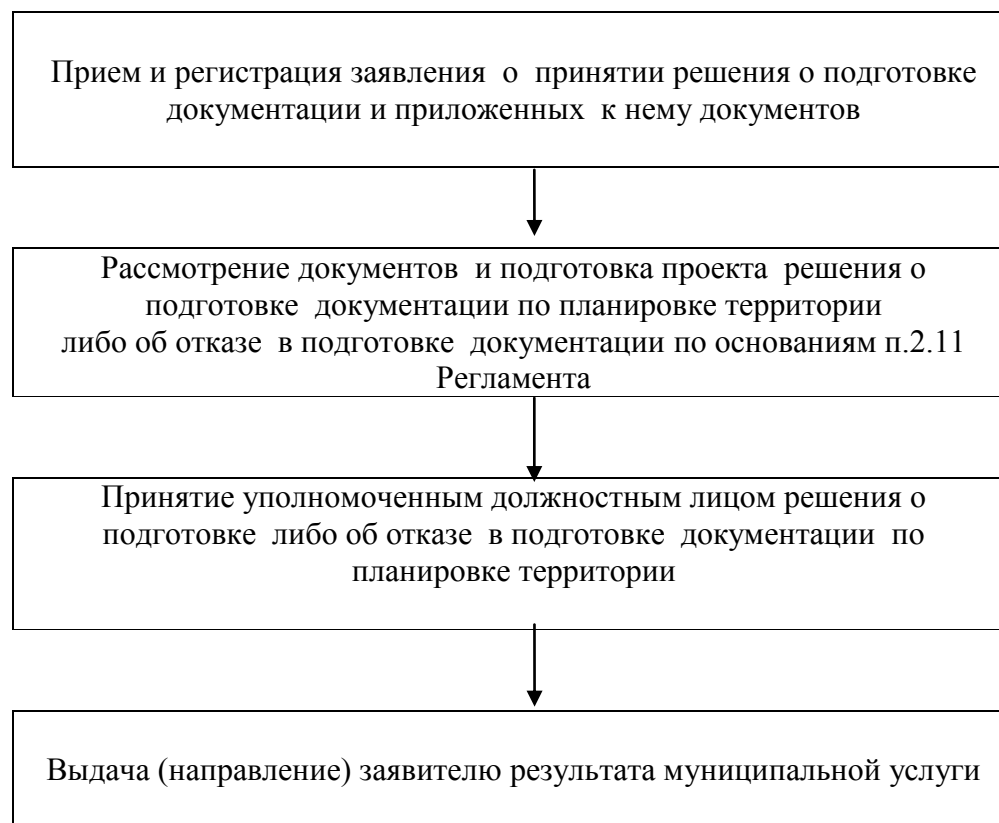 Прием и регистрация заявления о принятии решения о подготовке
документации и приложенных к нему документов
Рассмотрение документов и подготовка проекта решения о
подготовке документации по планировке территории
либо об отказе в подготовке документации по основаниям п.2.11
Регламента
Принятие уполномоченным должностным лицом решения о
подготовке либо об отказе в подготовке документации по
планировке территории
Выдача (направление) заявителю результата муниципальной услуги